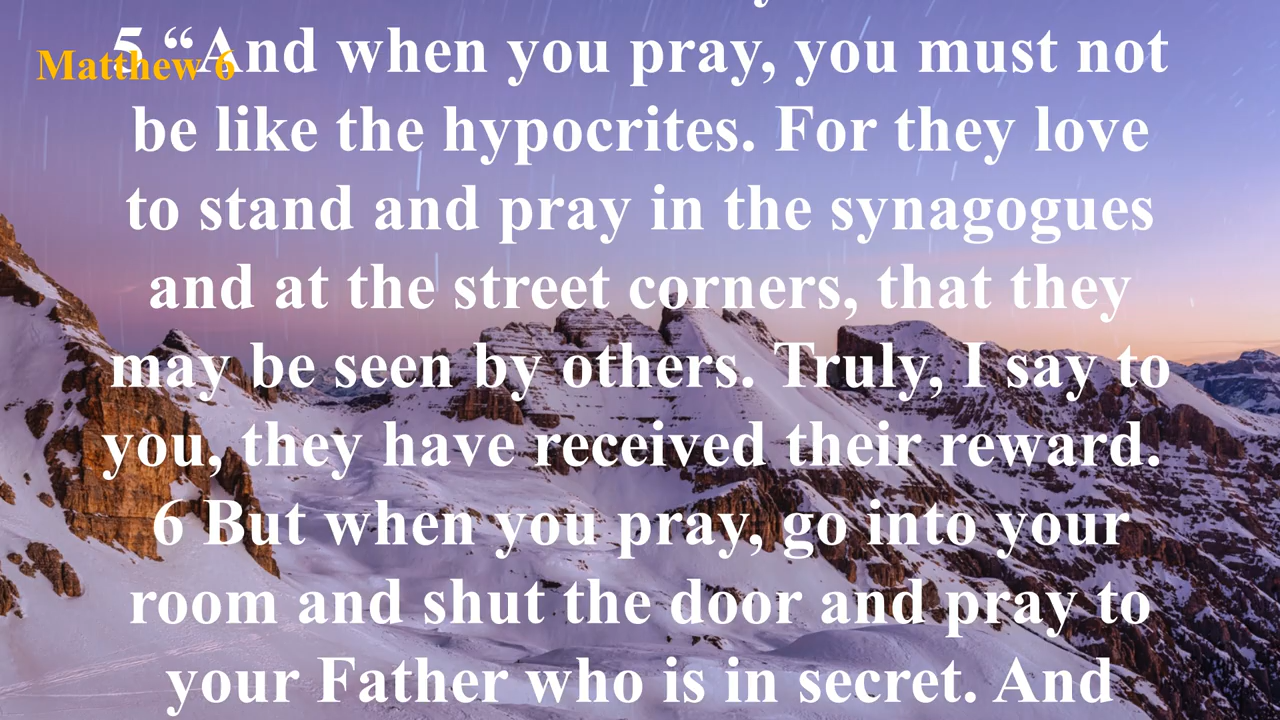 Matthew 6
5 “And when you pray, you must not
be like the hypocrites. For they love
to stand and pray in the synagogues
and at the street corners, that they
may be seen by others. Truly, I say to
you, they have received their reward.
6 But when you pray, go into your
room and shut the door and pray to
your Father who is in secret. And